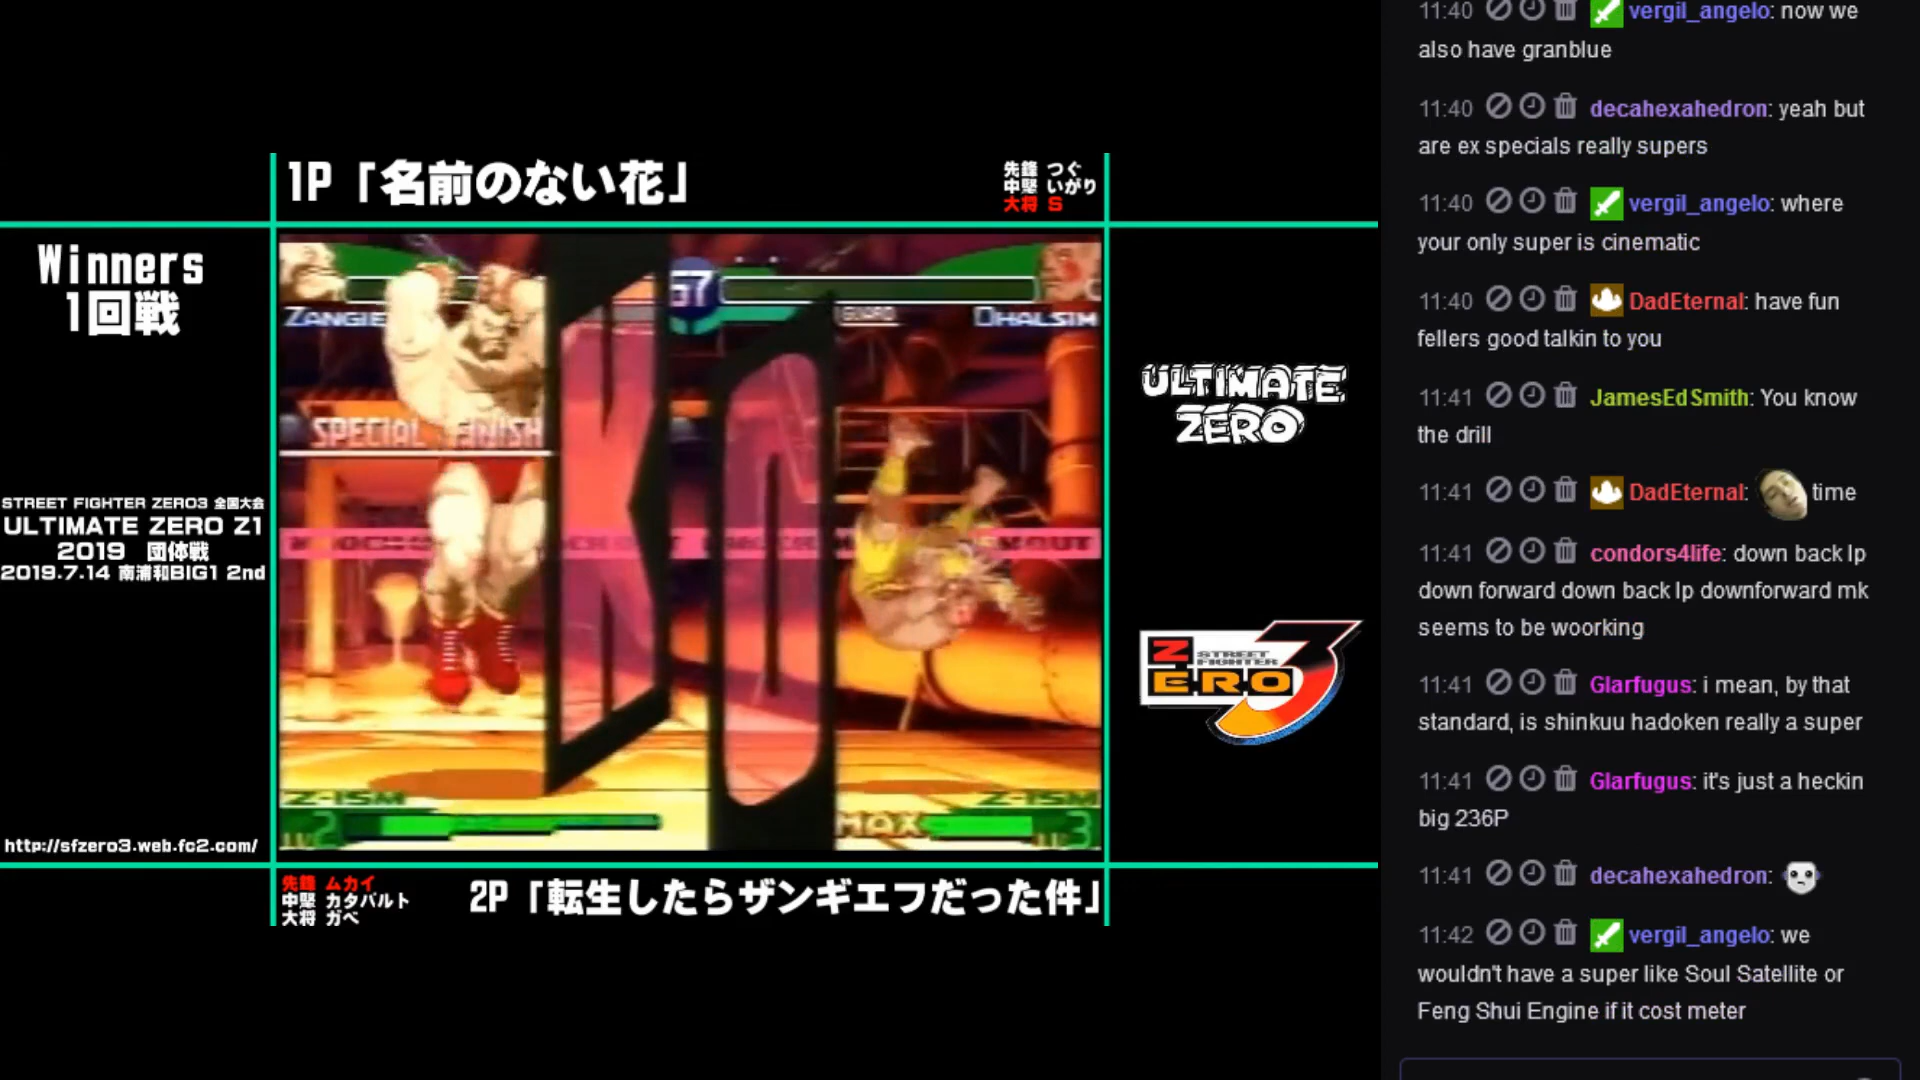 1P「名前のない花」
先鋒 つぐ
中堅 いがり
大将 S
Winners
1回戦
STREET FIGHTER ZERO3 全国大会
ULTIMATE ZERO Z1
2019 団体戦
2019.7.14 南浦和BIG1 2nd
http://sfzero3.web.fc2.com/
57
ZANGIE
GUARD
DHALSIM
SPECIAL FINISH
KO
Z-ISM
Z-ISM
LV 2
MAX
LV 3
ULTIMATE
ZERO
STREET
FIGHTER
ZERO 3
先鋒 ムカイ
中堅 カタパルト
大将 ガベ
2P「転生したらザンギエフだった件」
11:40 vergil_angelo: now we
also have granblue
11:40 decahexahedron: yeah but
are ex specials really supers
11:40 vergil_angelo: where
your only super is cinematic
11:40 DadEternal: have fun
fellers good talkin to you
11:41 JamesEdSmith: You know
the drill
11:41 DadEternal: time
11:41 condors4life: down back lp
down forward down back lp downforward mk
seems to be woorking
11:41 Glarfugus: i mean, by that
standard, is shinkuu hadoken really a super
11:41 Glarfugus: it's just a heckin
big 236P
11:41 decahexahedron:
11:42 vergil_angelo: we
wouldn't have a super like Soul Satellite or
Feng Shui Engine if it cost meter